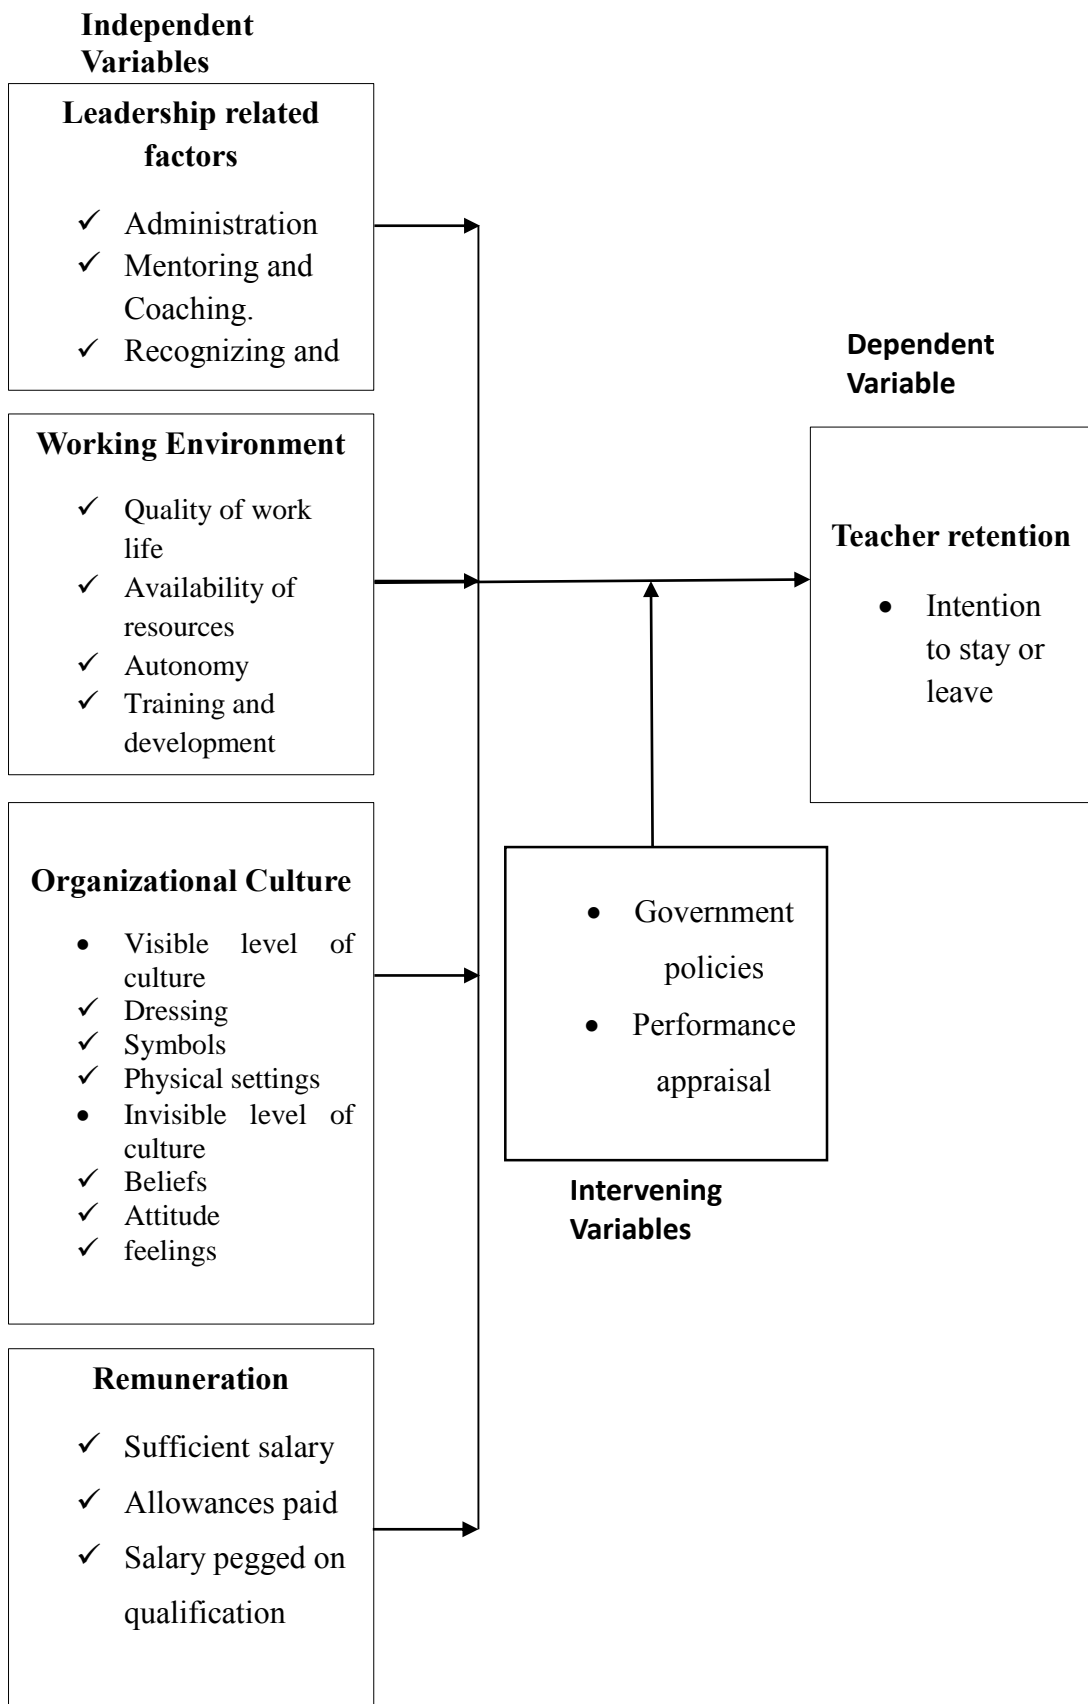 Independent
Variables
Leadership related
factors
✓ Administration
✓ Mentoring and
Coaching.
✓ Recognizing and
Working Environment
✓ Quality of work
life
✓ Availability of
resources
✓ Autonomy
✓ Training and
development
Organizational Culture
• Visible level of
culture
✓ Dressing
✓ Symbols
✓ Physical settings
• Invisible level of
culture
✓ Beliefs
✓ Attitude
✓ feelings
Remuneration
✓ Sufficient salary
✓ Allowances paid
✓ Salary pegged on
qualification
Dependent
Variable
Teacher retention
• Intention
to stay or
leave
• Government
policies
• Performance
appraisal
Intervening
Variables